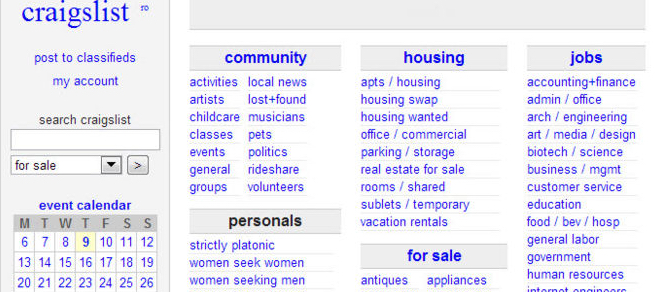 craigslist ro
post to classifieds
my account
search craigslist
for sale >
event calendar
M T W T F S S
6 7 8 9 10 11 12
13 14 15 16 17 18 19
20 21 22 23 24 25 26
community
activities local news
artists lost+found
childcare musicians
classes pets
events politics
general rideshare
groups volunteers
personals
strictly platonic
women seek women
women seeking men
housing
apts / housing
housing swap
housing wanted
office / commercial
parking / storage
real estate for sale
rooms / shared
sublets / temporary
vacation rentals
for sale
antiques appliances
jobs
accounting+finance
admin / office
arch / engineering
art / media / design
biotech / science
business / mgmt
customer service
education
food / bev / hosp
general labor
government
human resources
internet engineers